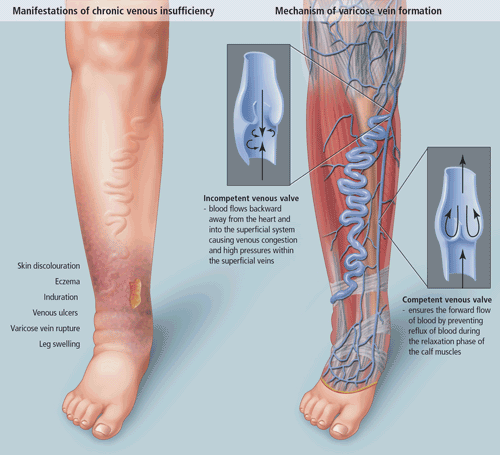 Manifestations of chronic venous insufficiency
Mechanism of varicose vein formation
Incompetent venous valve
- blood flows backward
away from the heart and
into the superficial system
causing venous congestion
and high pressures within
the superficial veins
Skin discolouration
Eczema
Induration
Venous ulcers
Varicose vein rupture
Leg swelling
Competent venous valve
- ensures the forward flow
of blood by preventing
reflux of blood during
the relaxation phase of
the calf muscles